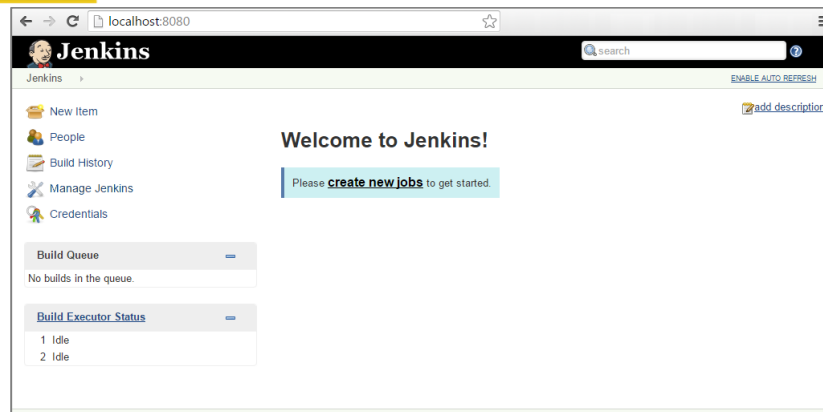 localhost:8080
Jenkins search
Jenkins ENABLE AUTO REFRESH
New Item add description
People
Welcome to Jenkins!
Build History
Please create new jobs to get started.
Manage Jenkins
Credentials
Build Queue
No builds in the queue.
Build Executor Status
1 Idle
2 Idle